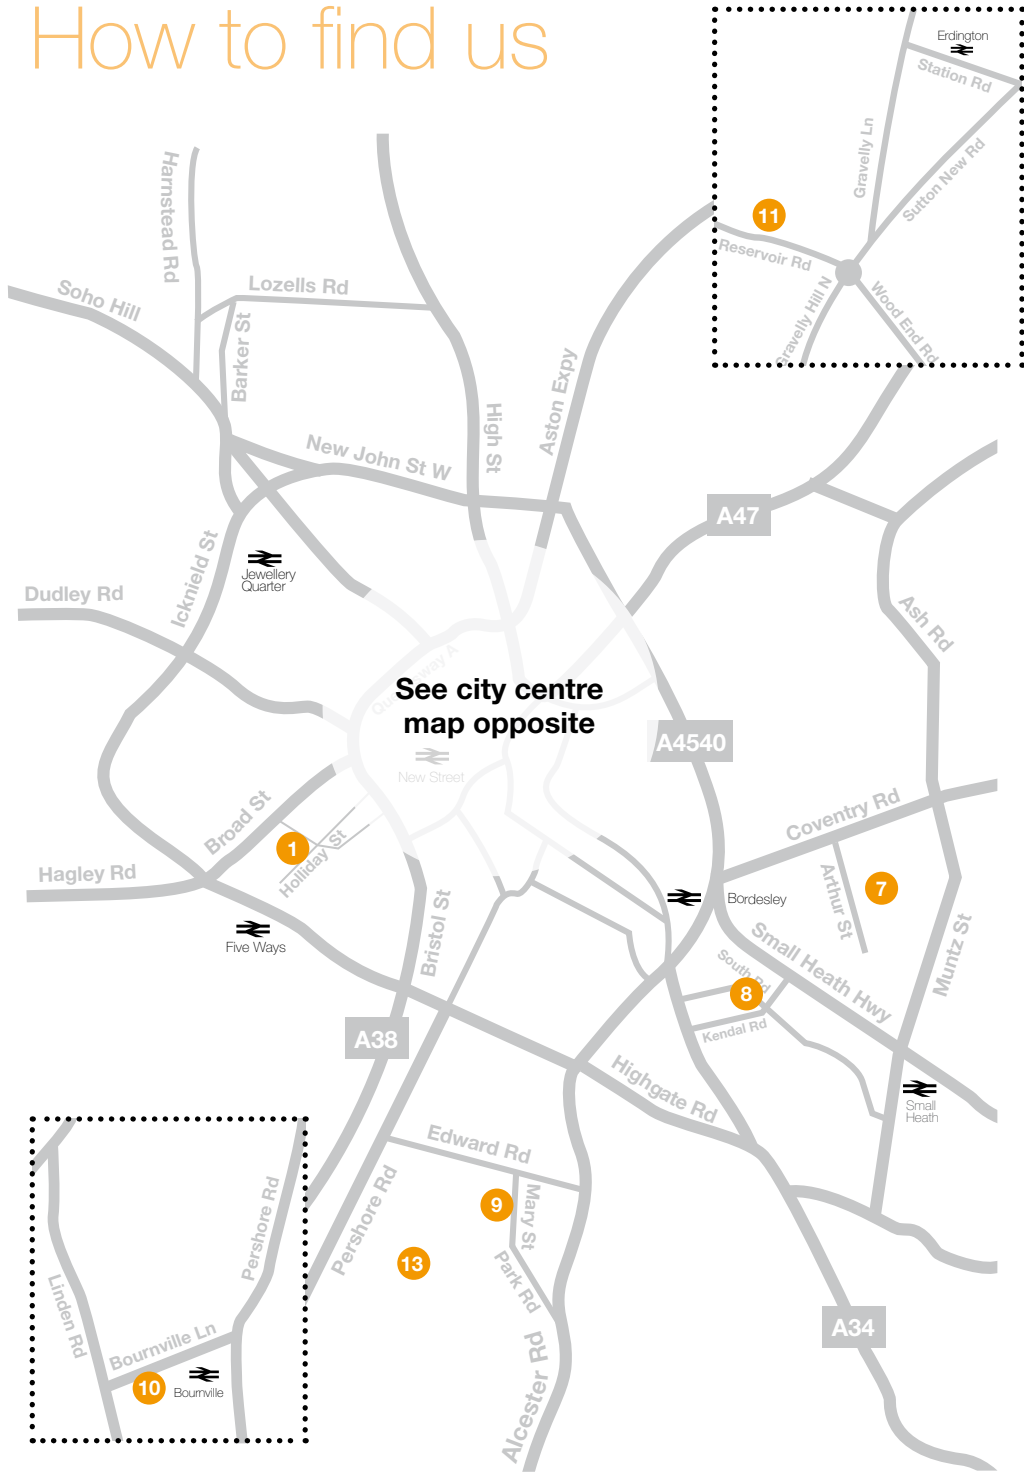 How to find us
Erdington
Station Rd
Gravelly Ln
Sutton New Rd
11
Reservoir Rd
Gravelly Hill N
Wood End Rd
Hamstead Rd
Soho Hill
Lozells Rd
Barker St
High St
Aston Expy
New John St W
A47
Icknield St
Jewellery
Quarter
Dudley Rd
Ash Rd
See city centre
map opposite
A4540
New Street
Broad St
Holliday St
1
Hagley Rd
Five Ways
Bristol St
Coventry Rd
Arthur St
7
Bordesley
Muntz St
Small Heath Hwy
South Rd
8
Kendal Rd
A38
Highgate Rd
Small
Heath
Edward Rd
Pershore Rd
9
Mary St
13
Park Rd
A34
Alcester Rd
Pershore Rd
Linden Rd
Bournville Ln
10
Bournville